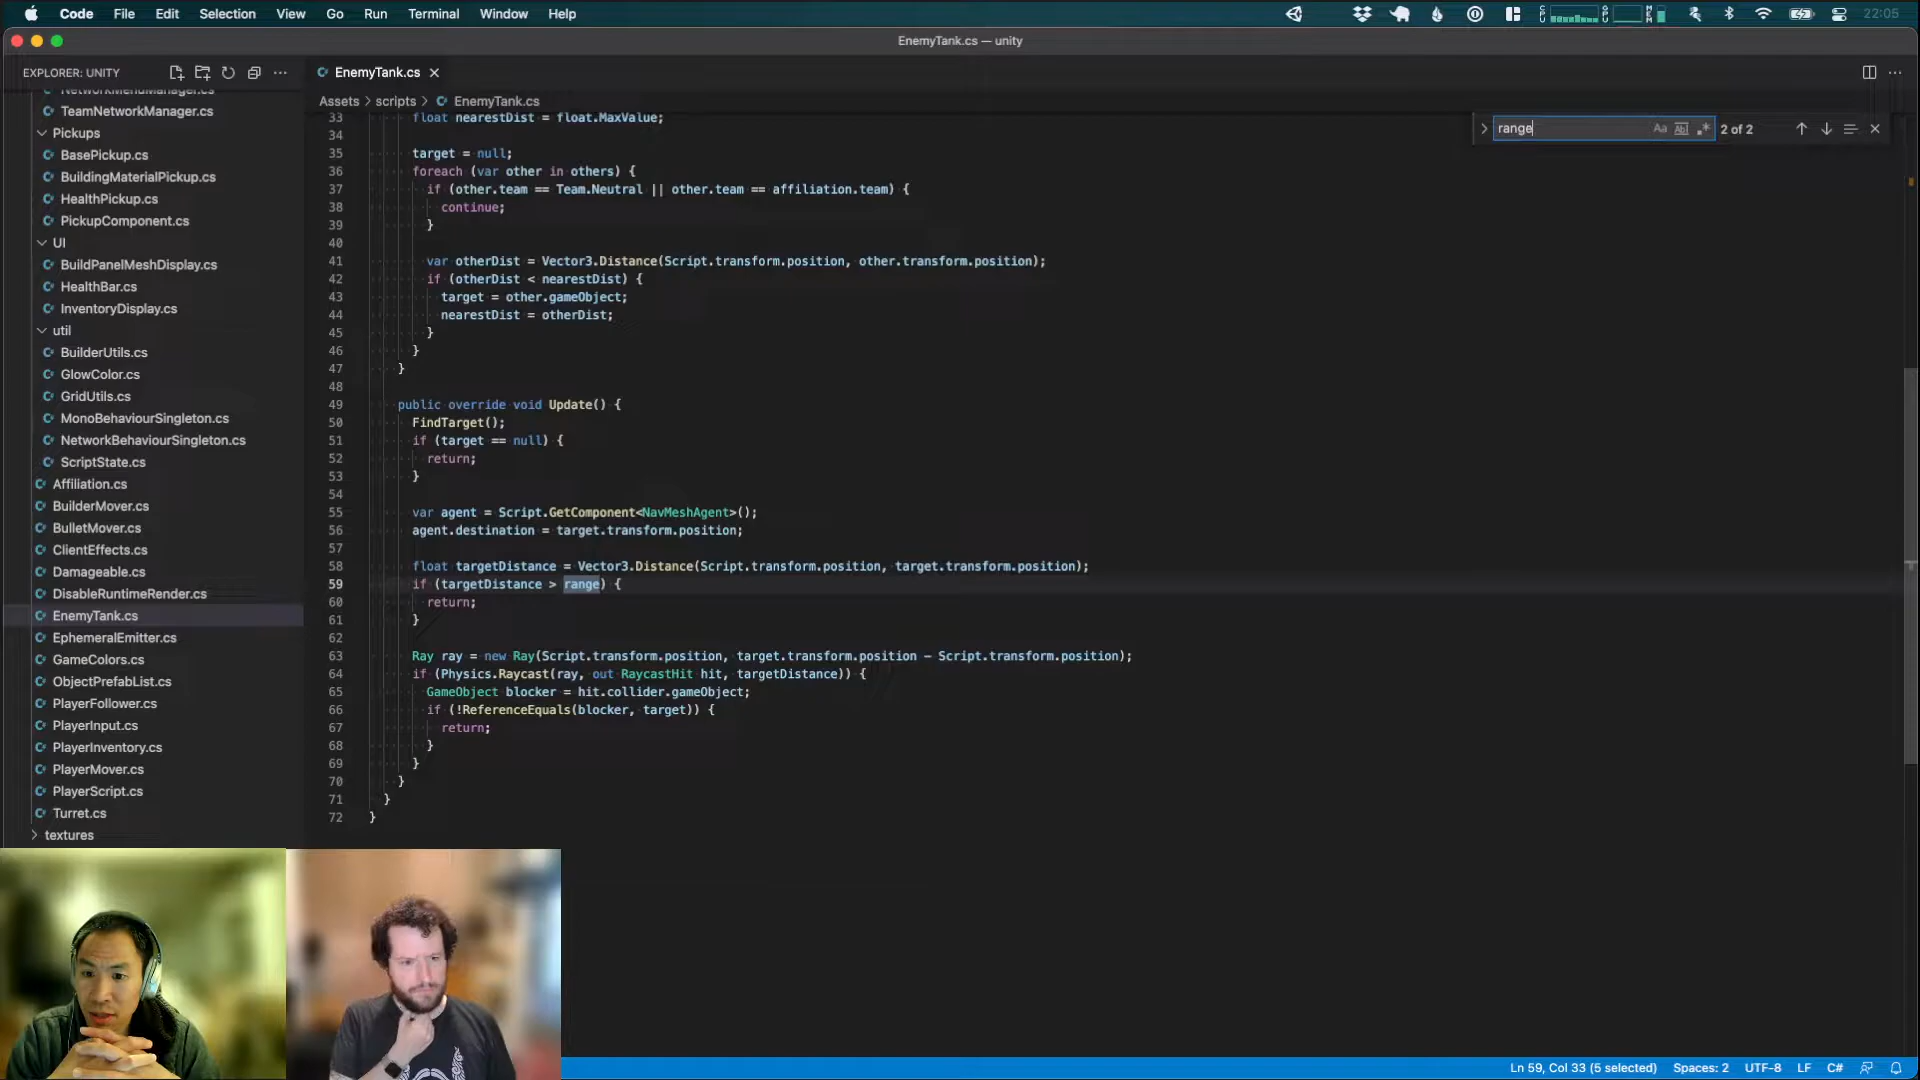 Code File Edit Selection View Go Run Terminal Window Help 22:05
EnemyTank.cs — unity
EXPLORER: UNITY
NetworkMenuManager.cs
TeamNetworkManager.cs
Pickups
BasePickup.cs
BuildingMaterialPickup.cs
HealthPickup.cs
PickupComponent.cs
UI
BuildPanelMeshDisplay.cs
HealthBar.cs
InventoryDisplay.cs
util
BuilderUtils.cs
GlowColor.cs
GridUtils.cs
MonoBehaviourSingleton.cs
NetworkBehaviourSingleton.cs
ScriptState.cs
Affiliation.cs
BuilderMover.cs
BulletMover.cs
ClientEffects.cs
Damageable.cs
DisableRuntimeRender.cs
EnemyTank.cs
EphemeralEmitter.cs
GameColors.cs
ObjectPrefabList.cs
PlayerFollower.cs
PlayerInput.cs
PlayerInventory.cs
PlayerMover.cs
PlayerScript.cs
Turret.cs
textures
EnemyTank.cs
Assets > scripts > EnemyTank.cs
range 2 of 2
33 float nearestDist = float.MaxValue;
34
35 target = null;
36 foreach (var other in others) {
37 if (other.team == Team.Neutral || other.team == affiliation.team) {
38 continue;
39 }
40
41 var otherDist = Vector3.Distance(Script.transform.position, other.transform.position);
42 if (otherDist < nearestDist) {
43 target = other.gameObject;
44 nearestDist = otherDist;
45 }
46 }
47 }
48
49 public override void Update() {
50 FindTarget();
51 if (target == null) {
52 return;
53 }
54
55 var agent = Script.GetComponent<NavMeshAgent>();
56 agent.destination = target.transform.position;
57
58 float targetDistance = Vector3.Distance(Script.transform.position, target.transform.position);
59 if (targetDistance > range) {
60 return;
61 }
62
63 Ray ray = new Ray(Script.transform.position, target.transform.position - Script.transform.position);
64 if (Physics.Raycast(ray, out RaycastHit hit, targetDistance)) {
65 GameObject blocker = hit.collider.gameObject;
66 if (!ReferenceEquals(blocker, target)) {
67 return;
68 }
69 }
70 }
71 }
72 }
Ln 59, Col 33 (5 selected) Spaces: 2 UTF-8 LF C#